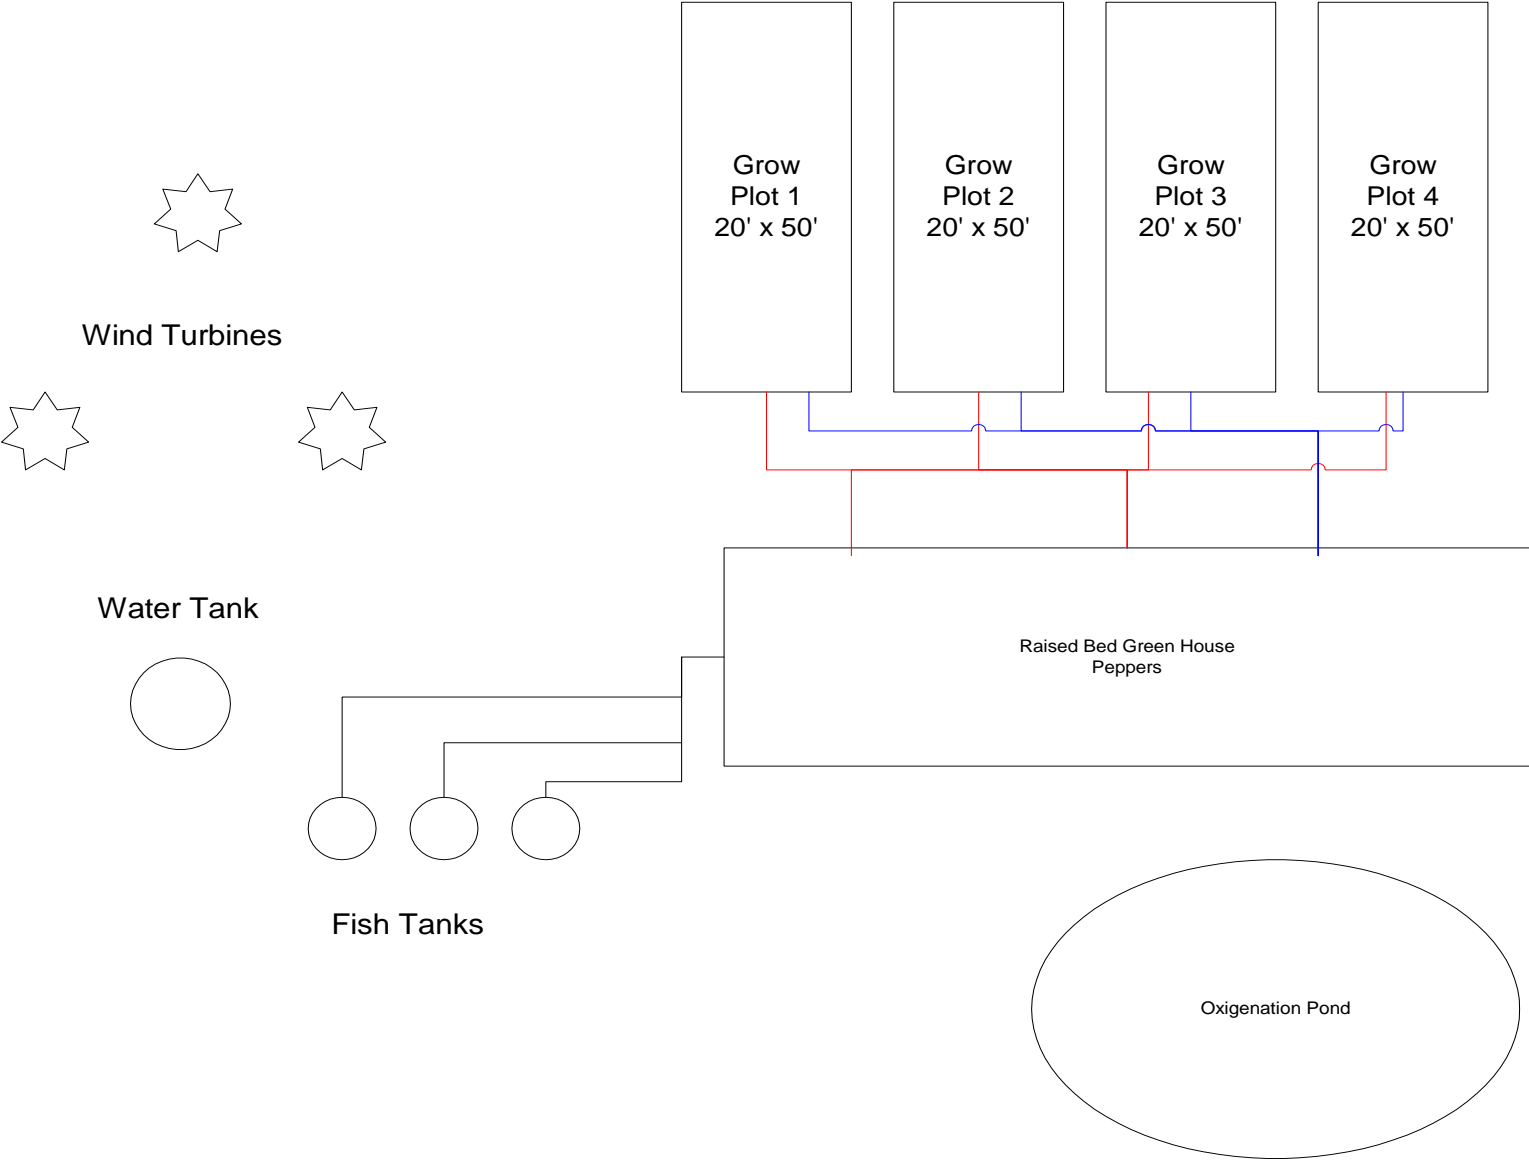 Grow
Plot 1
20' x 50'
Grow
Plot 2
20' x 50'
Grow
Plot 3
20' x 50'
Grow
Plot 4
20' x 50'
Wind Turbines
Water Tank
Raised Bed Green House
Peppers
Fish Tanks
Oxigenation Pond